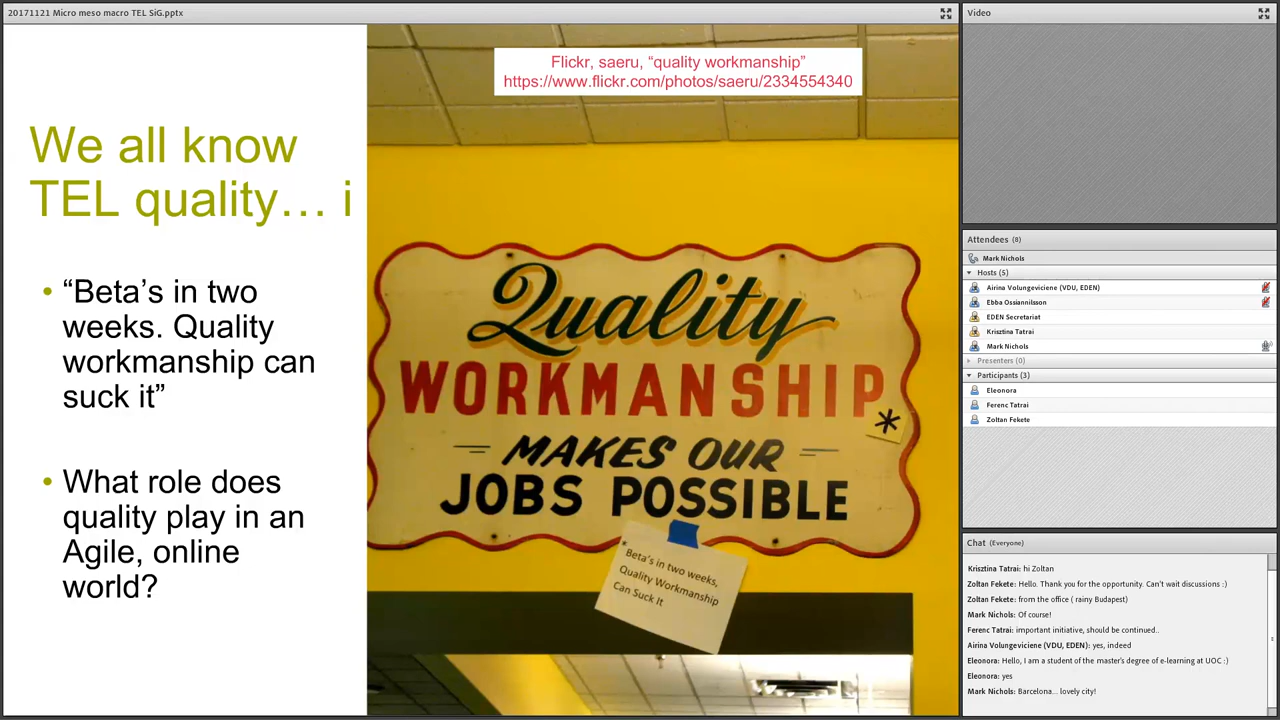 20171121 Micro meso macro TEL SiG.pptx
We all know
TEL quality… i
• “Beta’s in two
weeks. Quality
workmanship can
suck it”
• What role does
quality play in an
Agile, online
world?
Flickr, saeru, “quality workmanship”
https://www.flickr.com/photos/saeru/2334554340
Quality
WORKMANSHIP*
MAKES OUR
JOBS POSSIBLE
*Beta's in two weeks,
Quality Workmanship
Can Suck It
Video
Attendees (8)
Mark Nichols
Hosts (5)
Airina Volungeviciene (VDU, EDEN)
Ebba Ossiannilsson
EDEN Secretariat
Krisztina Tatrai
Mark Nichols
Presenters (0)
Participants (3)
Eleonora
Ferenc Tatrai
Zoltan Fekete
Chat (Everyone)
Krisztina Tatrai: hi Zoltan
Zoltan Fekete: Hello. Thank you for the opportunity. Can't wait discussions :)
Zoltan Fekete: from the office ( rainy Budapest)
Mark Nichols: Of course!
Ferenc Tatrai: important initiative, should be continued..
Airina Volungeviciene (VDU, EDEN): yes, indeed
Eleonora: Hello, I am a student of the master's degree of e-learning at UOC :)
Eleonora: yes
Mark Nichols: Barcelona... lovely city!